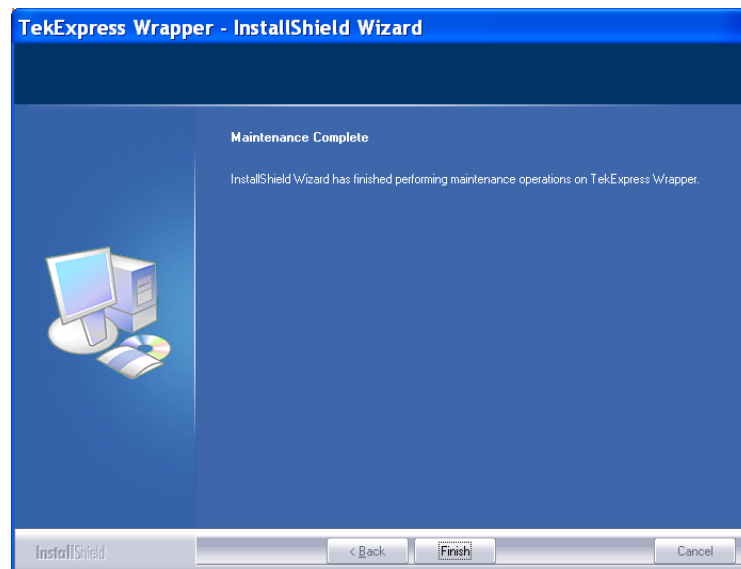 TekExpress Wrapper - InstallShield Wizard
Maintenance Complete
InstallShield Wizard has finished performing maintenance operations on TekExpress Wrapper.
InstallShield
< Back
Finish
Cancel